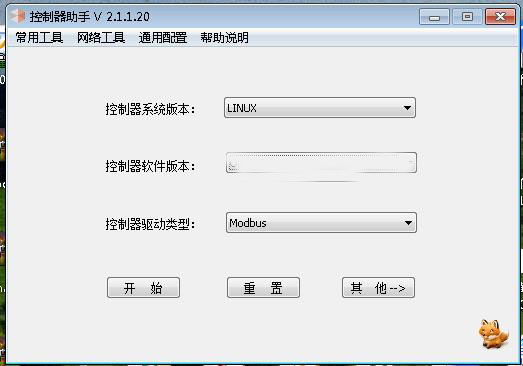 控制器助手 V 2.1.1.20
常用工具 网络工具 通用配置 帮助说明
控制器系统版本: LINUX
控制器软件版本:
控制器驱动类型: Modbus
开 始 重 置 其 他-->